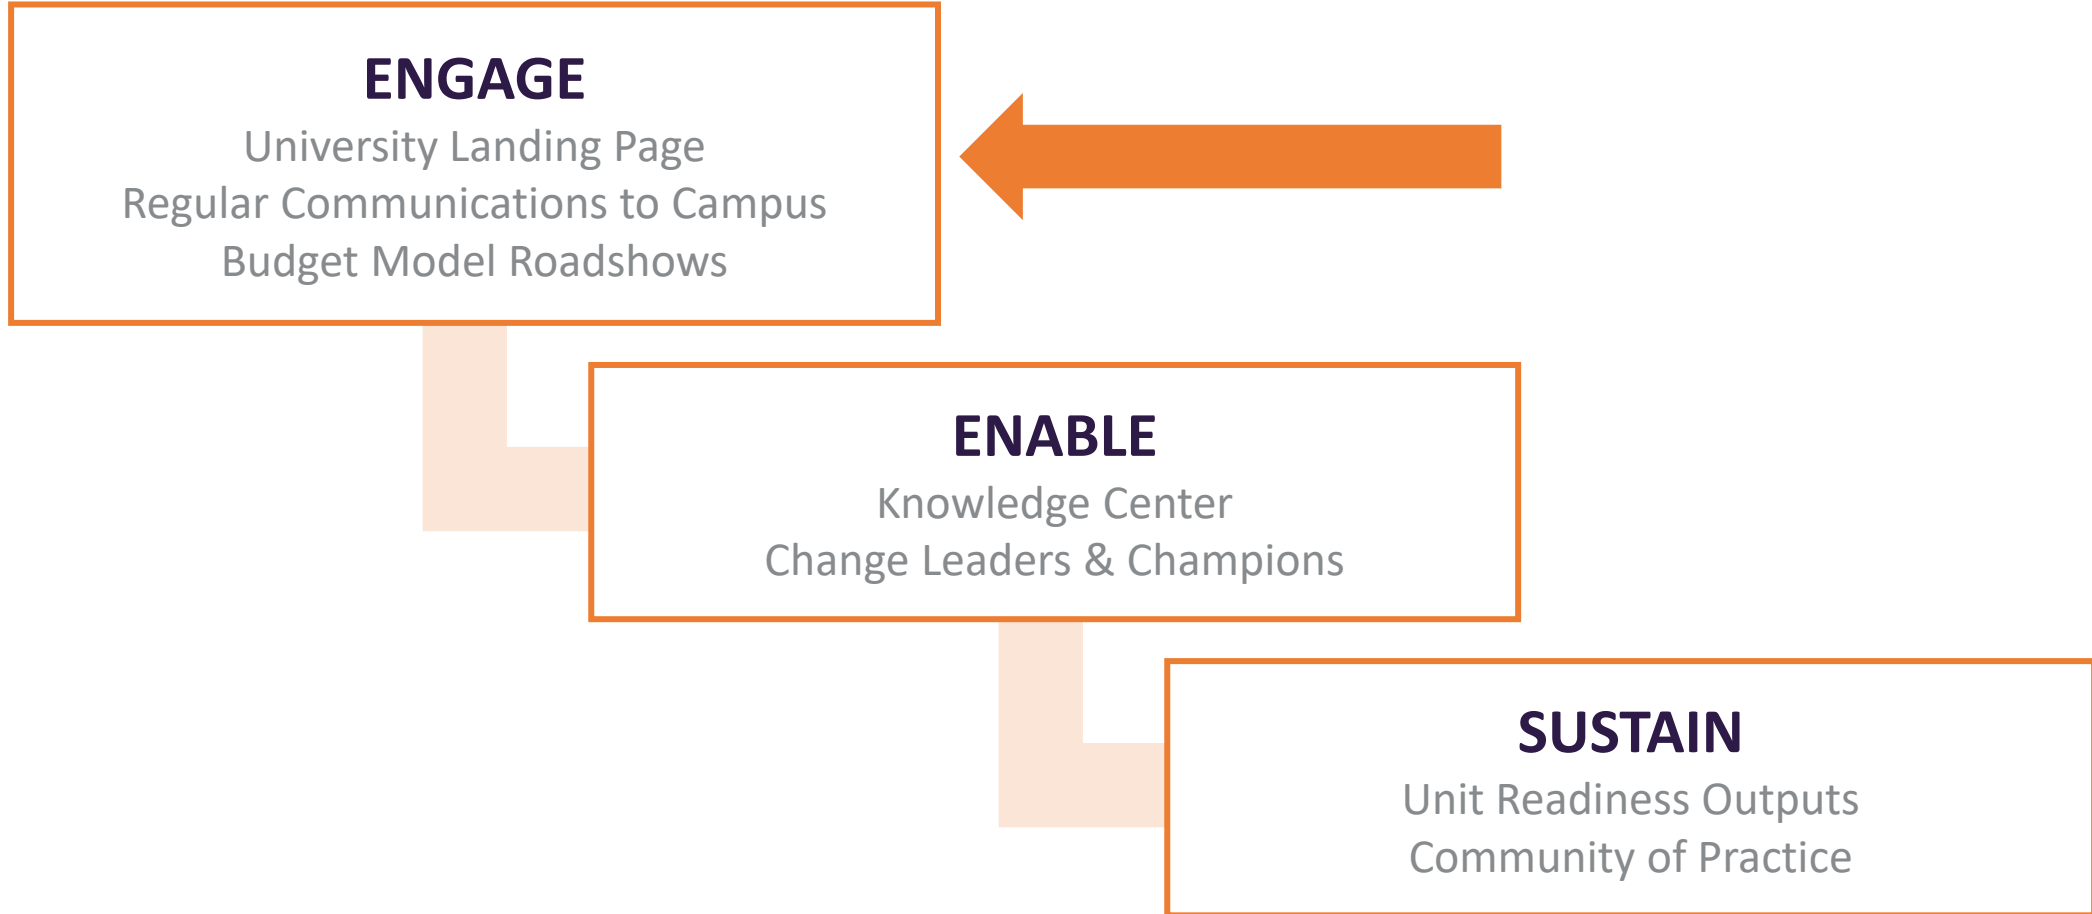 ENGAGE
University Landing Page
Regular Communications to Campus
Budget Model Roadshows
ENABLE
Knowledge Center
Change Leaders & Champions
SUSTAIN
Unit Readiness Outputs
Community of Practice